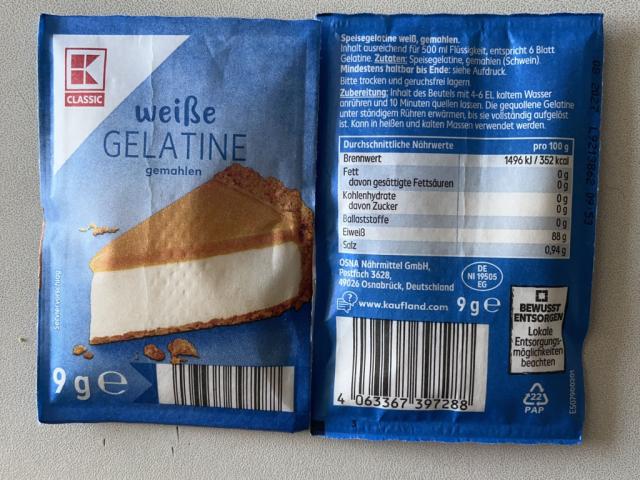 K
CLASSIC
weiße
GELATINE
gemahlen
Serviervorschlag
9 g e
Speisegelatine weiß, gemahlen.
Inhalt ausreichend für 500 ml Flüssigkeit, entspricht 6 Blatt
Gelatine. Zutaten: Speisegelatine, gemahlen (Schwein).
Mindestens haltbar bis Ende: siehe Aufdruck.
Bitte trocken und geruchsfrei lagern.
Zubereitung: Inhalt des Beutels mit 4-6 EL kaltem Wasser
anrühren und 10 Minuten quellen lassen. Die gequollene Gelatine
unter ständigem Rühren erwärmen, bis sie vollständig aufgelöst
ist. Kann in heißen und kalten Massen verwendet werden.
Durchschnittliche Nährwerte pro 100 g
Brennwert 1496 kJ / 352 kcal
Fett 0 g
davon gesättigte Fettsäuren 0 g
Kohlenhydrate 0 g
davon Zucker 0 g
Ballaststoffe 0 g
Eiweiß 88 g
Salz 0,94 g
OSNA Nährmittel GmbH,
Postfach 3628,
49026 Osnabrück, Deutschland
DE
NI 19505
EG
www.kaufland.com 9 g e
4 063367 397288
BEWUSST
ENTSORGEN
Lokale
Entsorgungs-
möglichkeiten
beachten
22
PAP